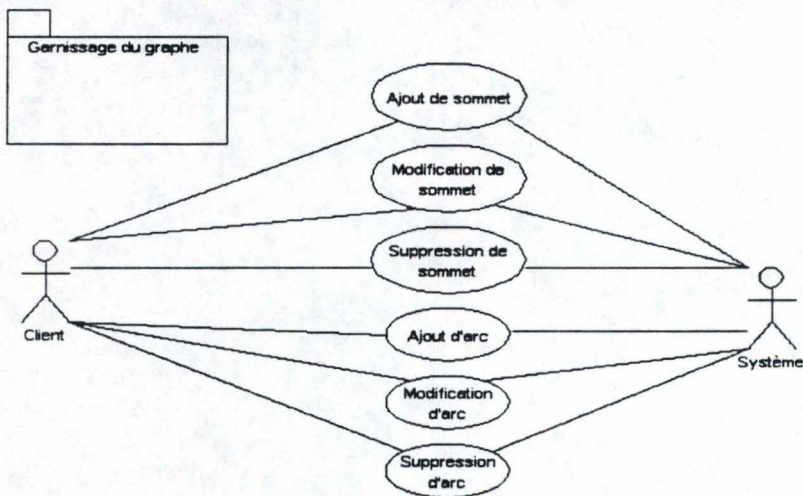 Garnissage du graphe
Ajout de sommet
Modification de
sommet
Suppression de
sommet
Client
Ajout d'arc
Système
Modification
d'arc
Suppression
d'arc